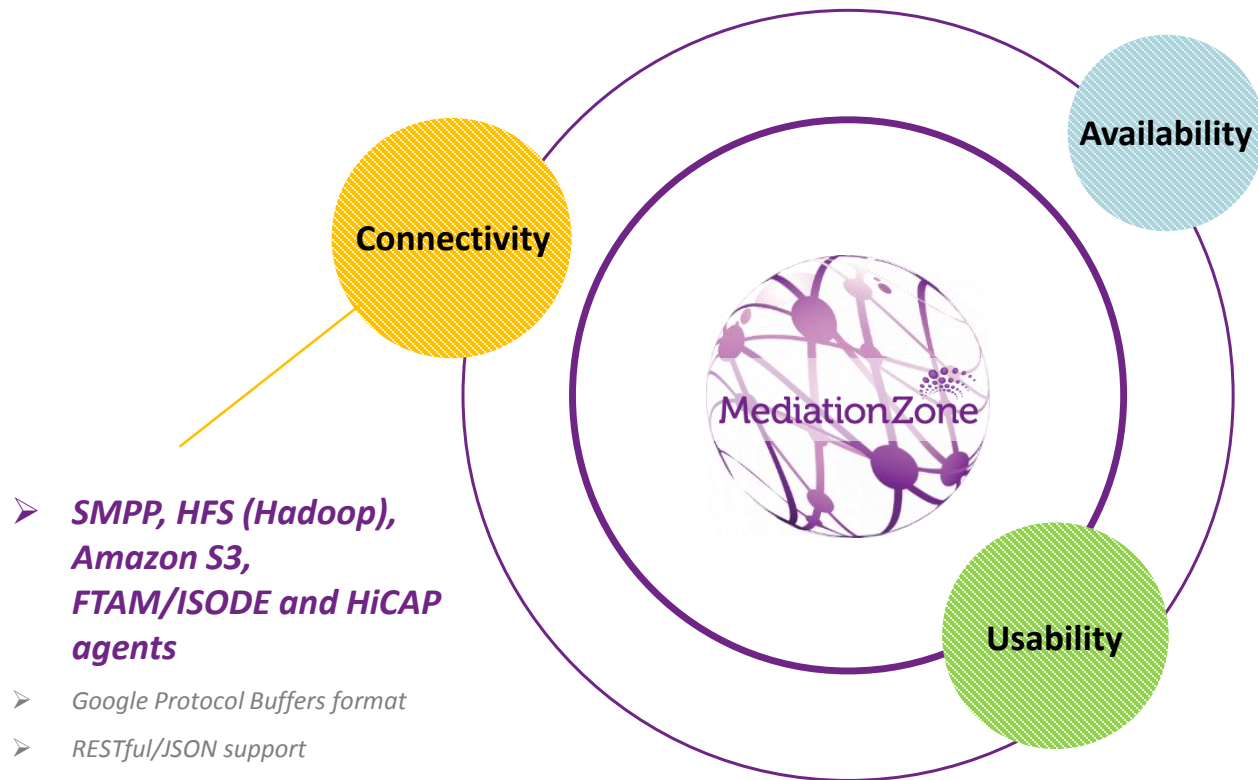 Availability
Connectivity
MediationZone
➢ SMPP, HFS (Hadoop),
Amazon S3,
FTAM/ISODE and HiCAP
agents
Usability
➢ Google Protocol Buffers format
➢ RESTful/JSON support